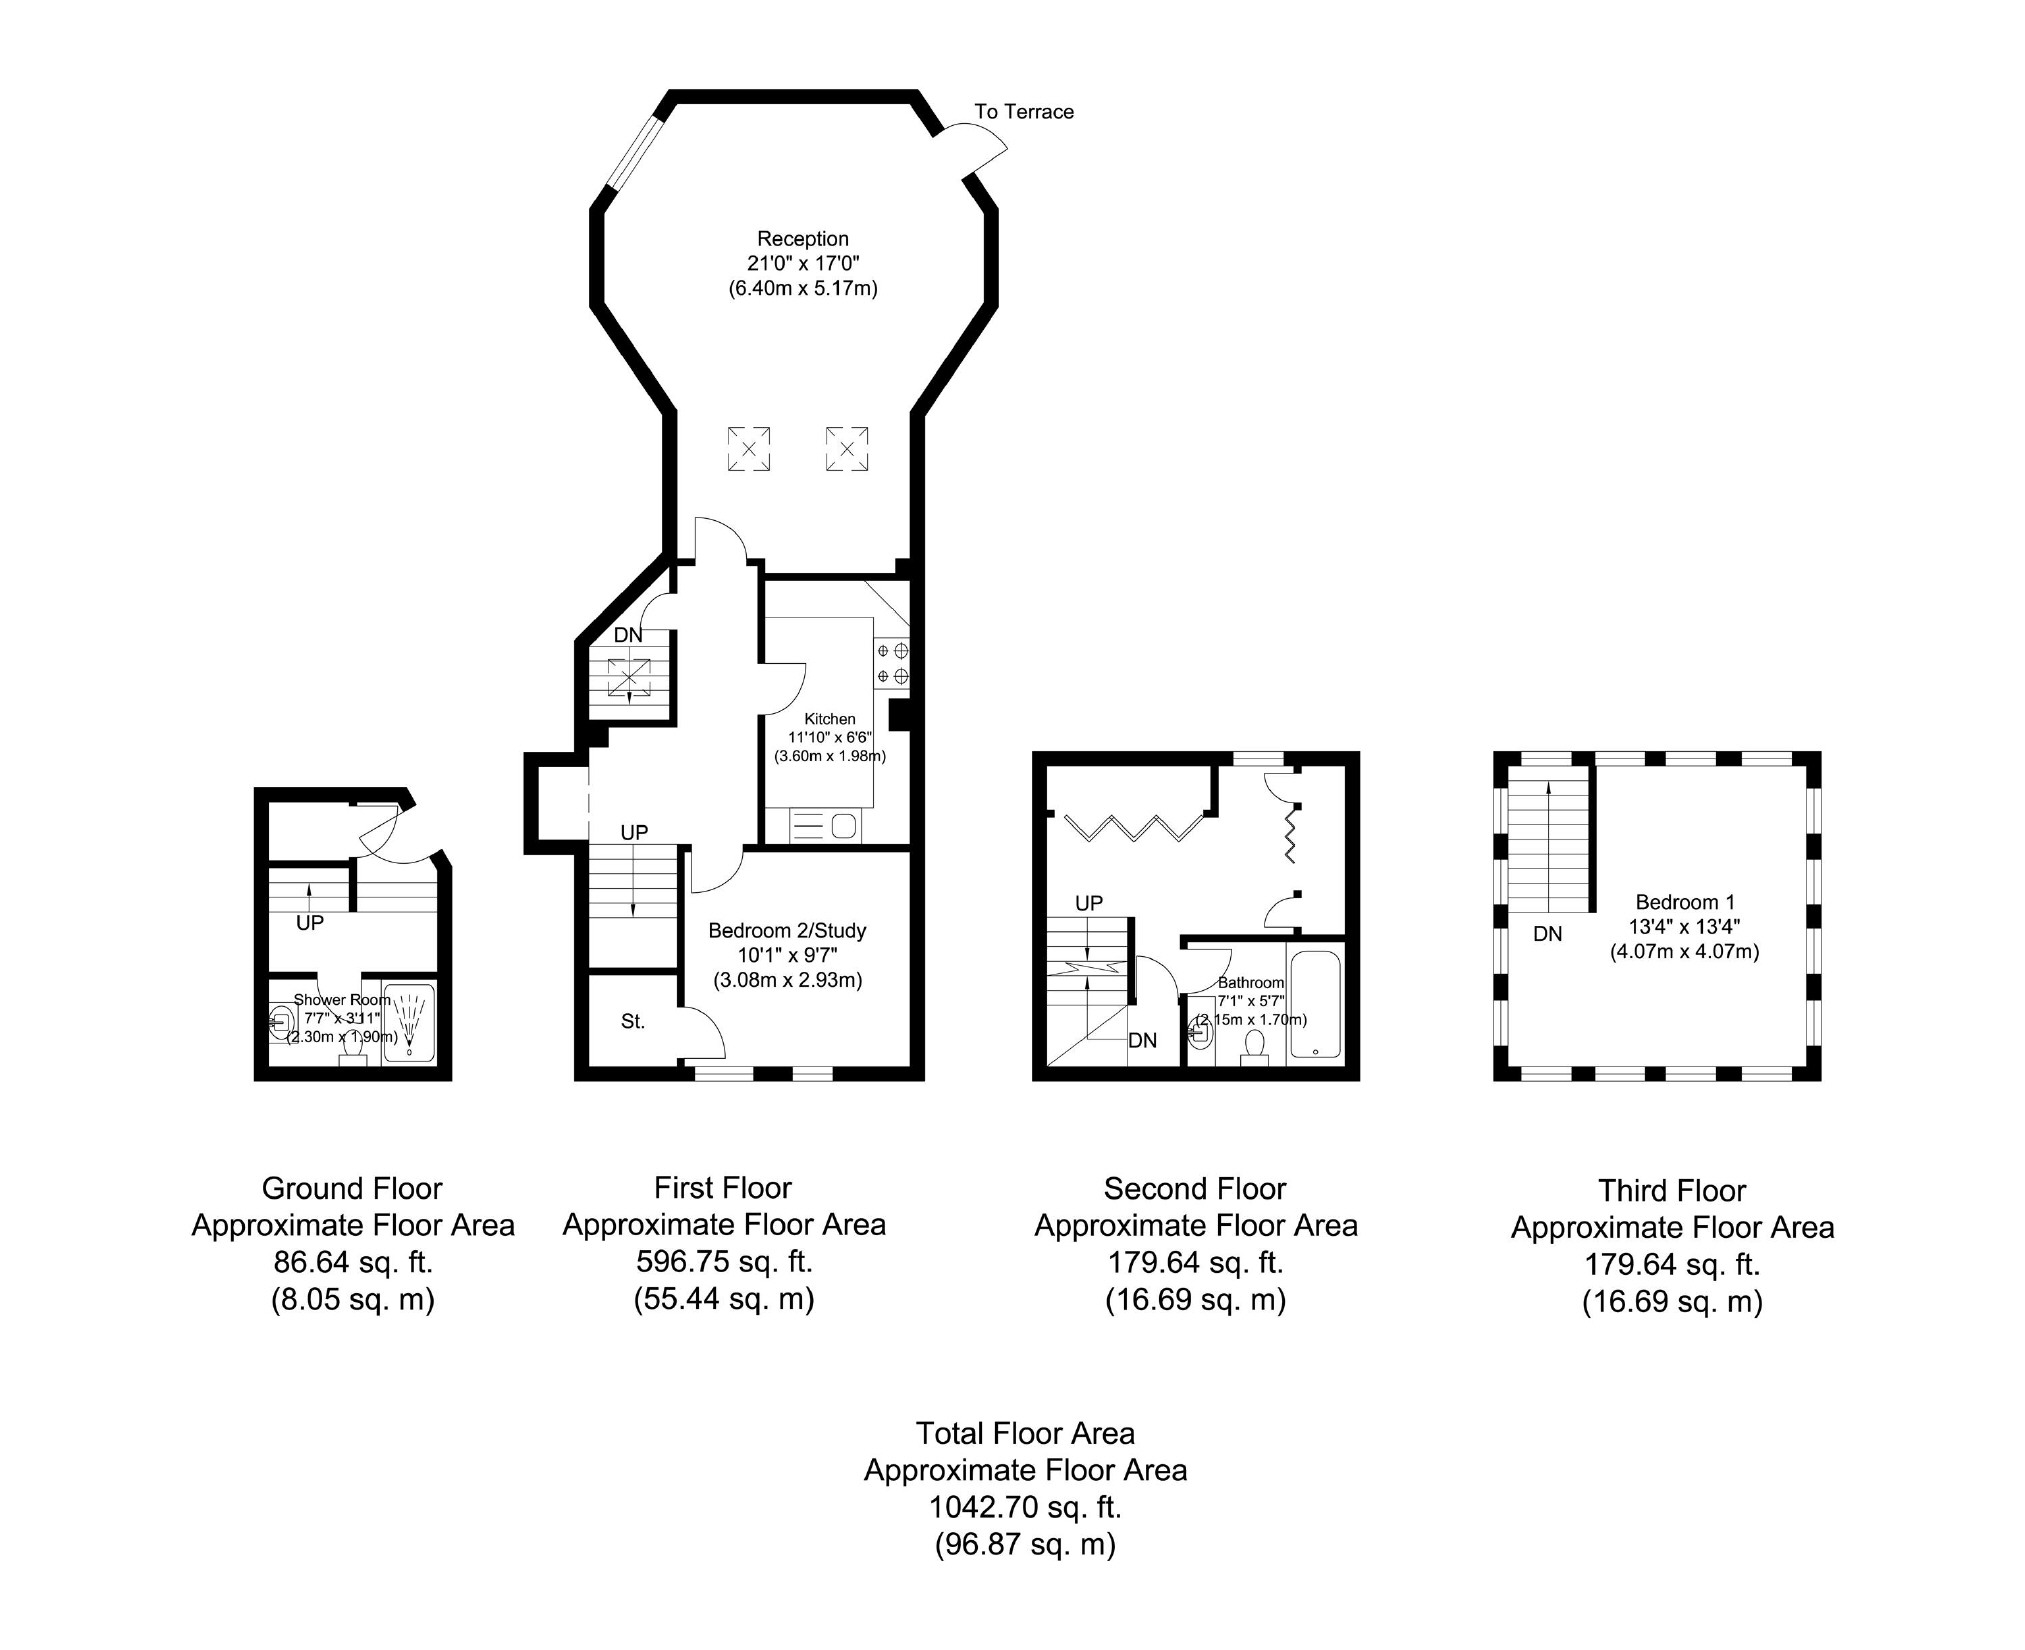 To Terrace
Reception
21'0" x 17'0"
(6.40m x 5.17m)
DN
Kitchen
11'10" x 6'6"
(3.60m x 1.98m)
UP
Bedroom 2/Study
10'1" x 9'7"
(3.08m x 2.93m)
St.
UP
Shower Room
7'7" x 3'11"
(2.30m x 1.90m)
UP
Bathroom
7'1" x 5'7"
(2.15m x 1.70m)
DN
Bedroom 1
13'4" x 13'4"
(4.07m x 4.07m)
DN
Ground Floor
Approximate Floor Area
86.64 sq. ft.
(8.05 sq. m)
First Floor
Approximate Floor Area
596.75 sq. ft.
(55.44 sq. m)
Second Floor
Approximate Floor Area
179.64 sq. ft.
(16.69 sq. m)
Third Floor
Approximate Floor Area
179.64 sq. ft.
(16.69 sq. m)
Total Floor Area
Approximate Floor Area
1042.70 sq. ft.
(96.87 sq. m)